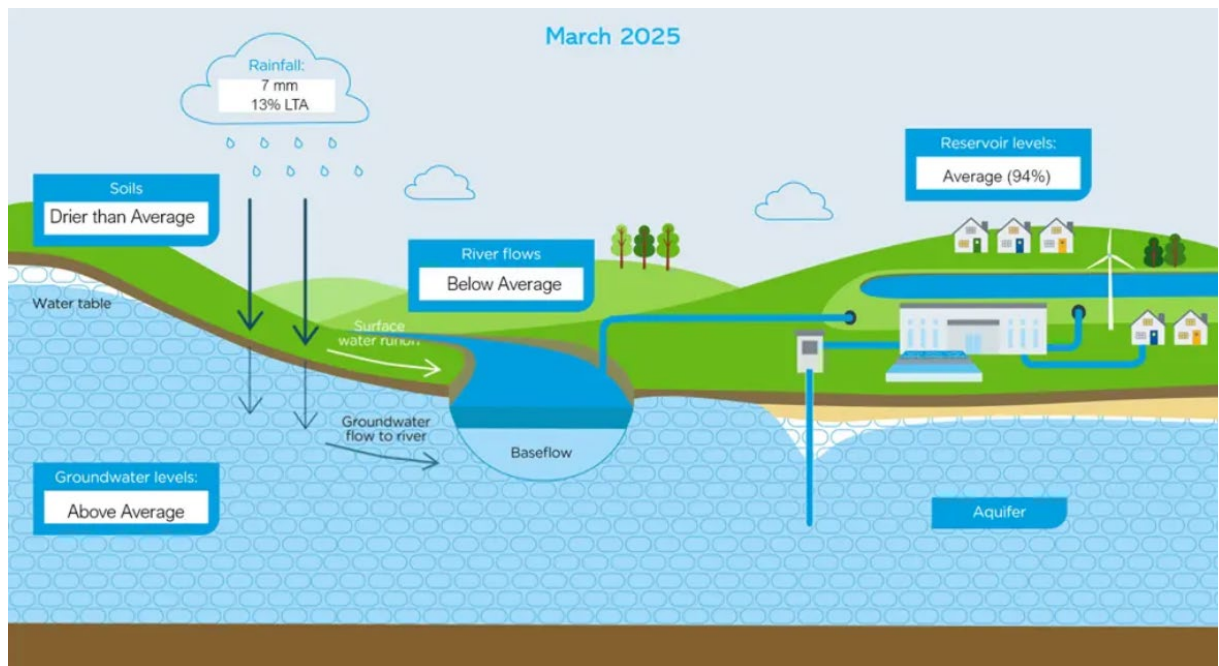 March 2025
Rainfall:
7 mm
13% LTA
Reservoir levels:
Average (94%)
Soils
Drier than Average
River flows
Below Average
Water table
Surface
water runoff
Groundwater
flow to river
Baseflow
Groundwater levels:
Above Average
Aquifer